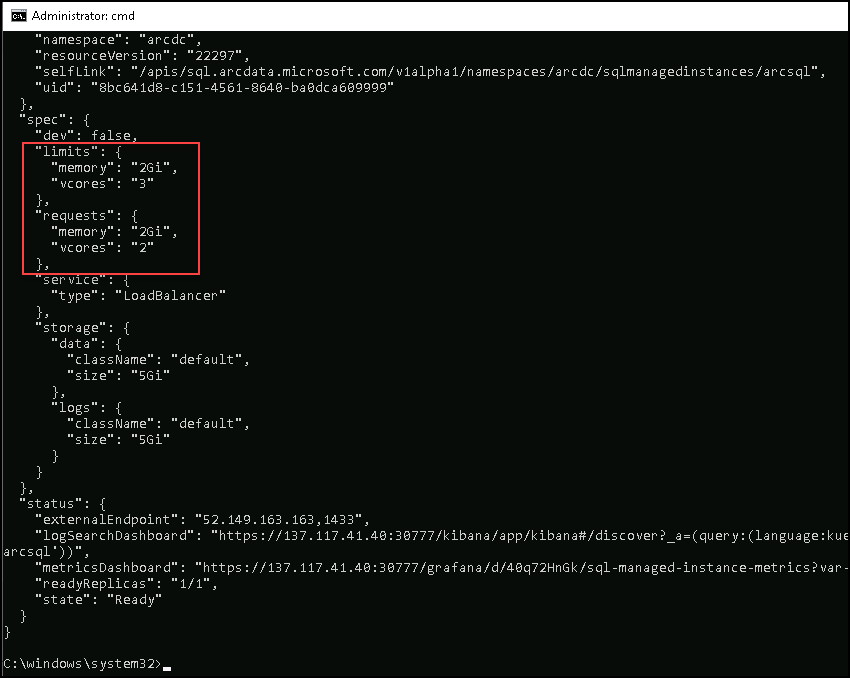 Administrator: cmd
"namespace": "arcdc",
"resourceVersion": "22297",
"selfLink": "/apis/sql.arcdata.microsoft.com/v1alpha1/namespaces/arcdc/sqlmanagedinstances/arcsql",
"uid": "8bc641d8-c151-4561-8640-ba0dca609999"
},
"spec": {
"dev": false,
"limits": {
"memory": "2Gi",
"vcores": "3"
},
"requests": {
"memory": "2Gi",
"vcores": "2"
},
"service": {
"type": "LoadBalancer"
},
"storage": {
"data": {
"className": "default",
"size": "5Gi"
},
"logs": {
"className": "default",
"size": "5Gi"
}
}
},
"status": {
"externalEndpoint": "52.149.163.163,1433",
"logSearchDashboard": "https://137.117.41.40:30777/kibana/app/kibana#/discover?_a=(query:(language:kue
arcsql'))",
"metricsDashboard": "https://137.117.41.40:30777/grafana/d/40q72HnGk/sql-managed-instance-metrics?var-
"readyReplicas": "1/1",
"state": "Ready"
}
}
C:\windows\system32>